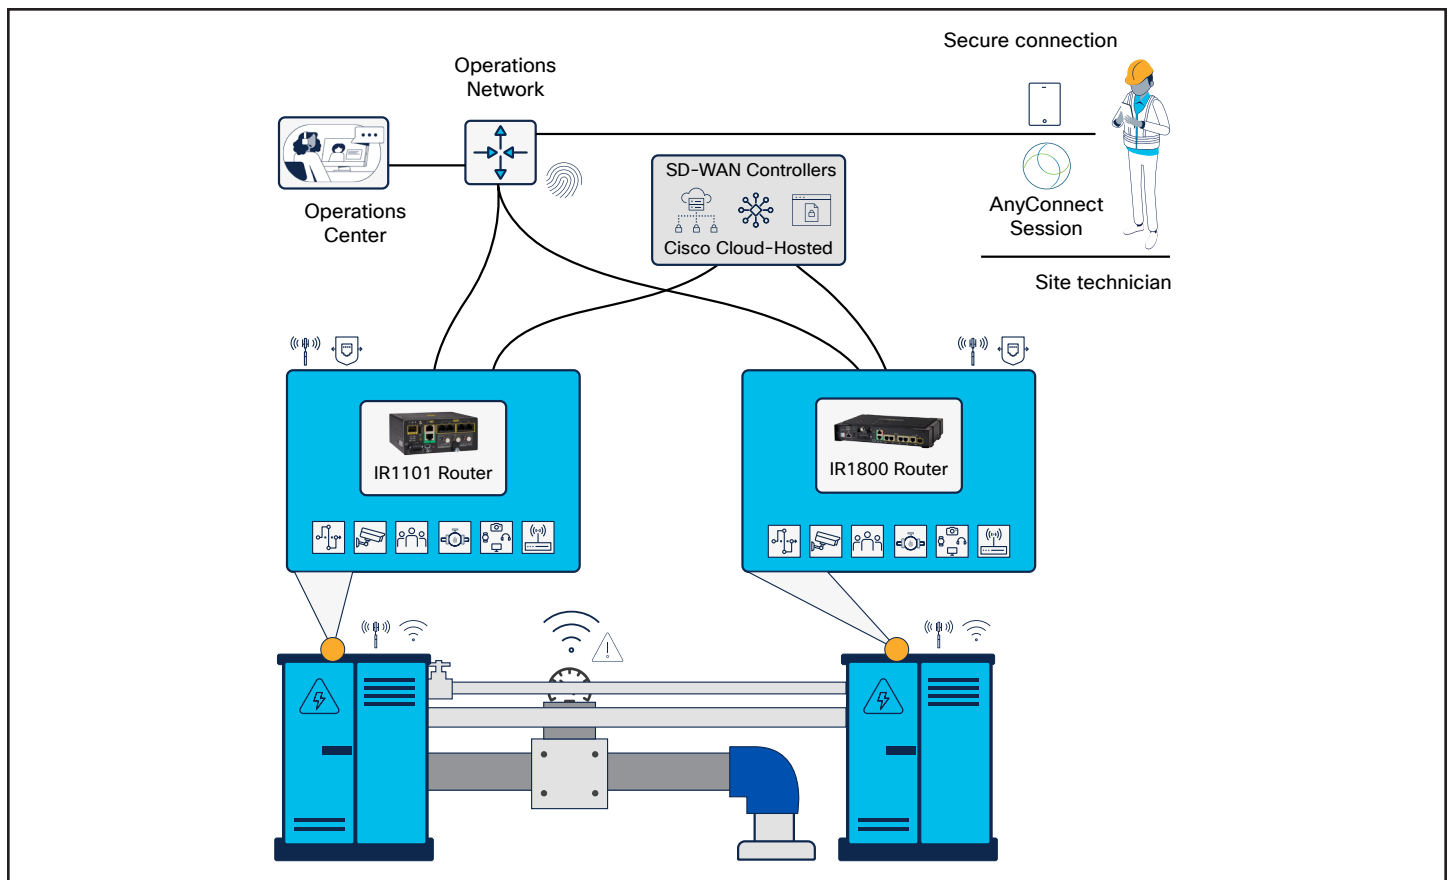 Secure connection
Operations
Network
SD-WAN Controllers
Cisco Cloud-Hosted
Operations
Center
AnyConnect
Session
Site technician
IR1101 Router
IR1800 Router